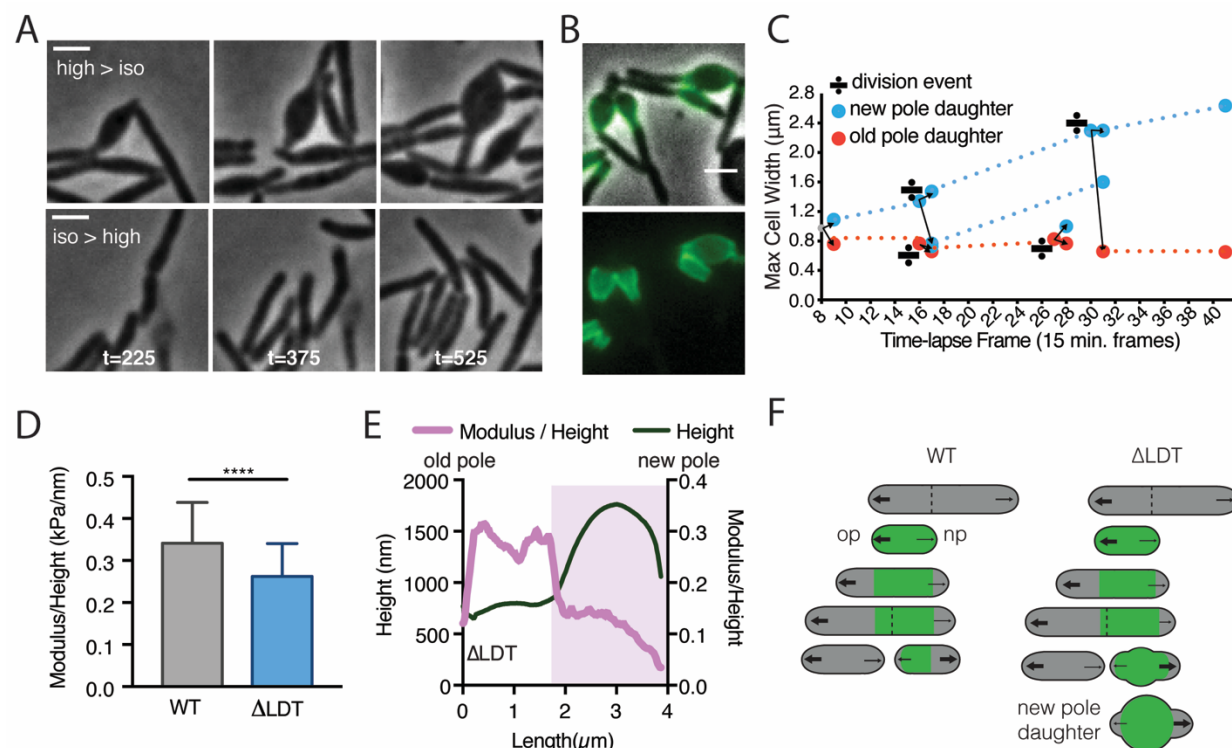 A
high > iso
iso > high
t=225
t=375
t=525
B
C
division event
new pole daughter
old pole daughter
Max Cell Width (µm)
2.8
2.4
2.0
1.6
1.2
0.8
0.4
0.0
8 10 12 14 16 18 20 22 24 26 28 30 32 34 36 38 40
Time-lapse Frame (15 min. frames)
D
Modulus/Height (kPa/nm)
0.5
0.4
0.3
0.2
0.1
0.0
****
WT
ΔLDT
E
Modulus / Height
Height
old pole
new pole
Height (nm)
2000
1500
1000
500
0
0.4
0.3
0.2
0.1
0.0
Modulus/Height
ΔLDT
0 1 2 3 4
Length(µm)
F
WT
ΔLDT
op
np
new pole
daughter